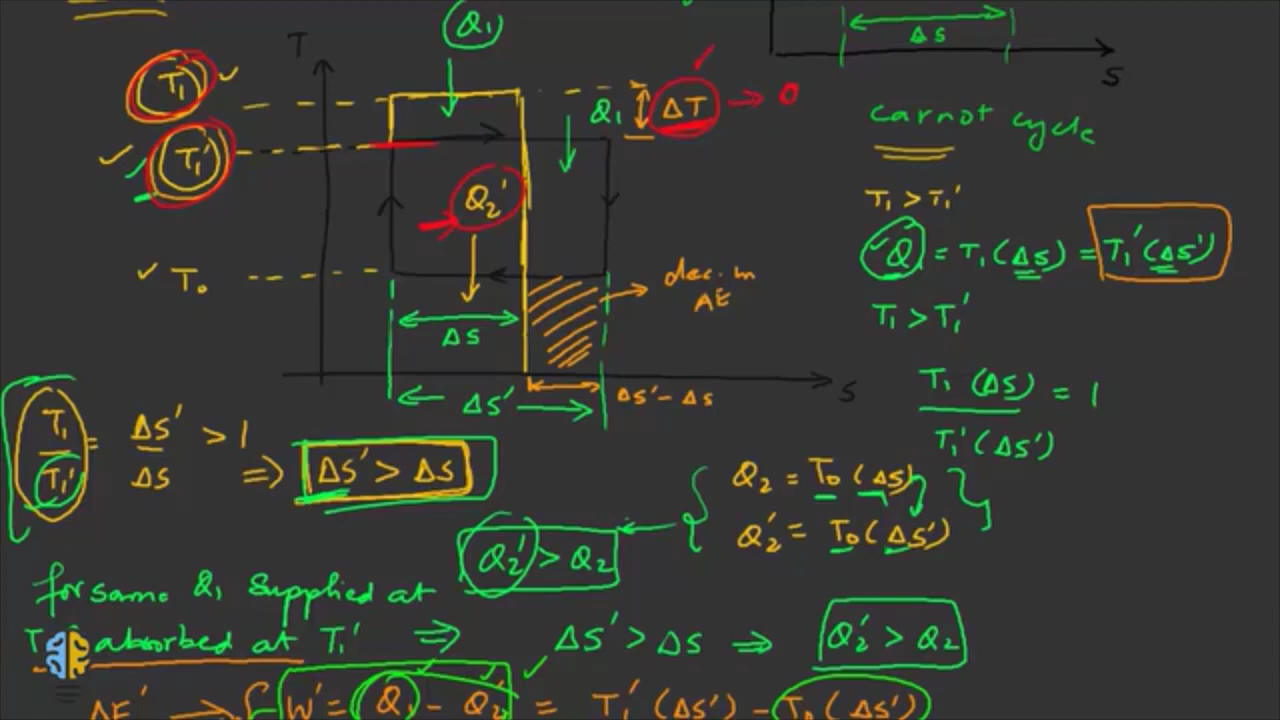 Q₁
T
T₁
Q₁ ΔT → 0
T₁'
Q₂'
T₀
dec. in
AE
Δs
Δs'
Δs' - Δs
s
Δs
s
carnot cycle
T₁ > T₁'
Q = T₁(Δs) = T₁'(Δs')
T₁ > T₁'
T₁(Δs) / T₁'(Δs') = 1
T₁ / T₁' = Δs' / Δs > 1 ⇒ Δs' > Δs
Q₂ = T₀(Δs)
Q₂' = T₀(Δs')
Q₂' > Q₂
for same Q₁ supplied at
absorbed at T₁' ⇒ Δs' > Δs ⇒ Q₂' > Q₂
AE' → W' = Q₁ - Q₂' = T₁'(Δs') - T₀(Δs')